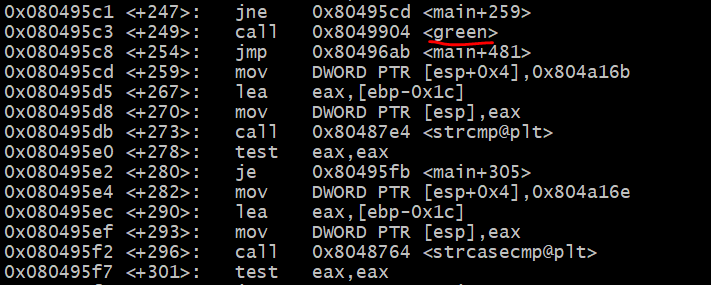 0x080495c1 <+247>: jne 0x80495cd <main+259>
0x080495c3 <+249>: call 0x8049904 <green>
0x080495c8 <+254>: jmp 0x80496ab <main+481>
0x080495cd <+259>: mov DWORD PTR [esp+0x4],0x804a16b
0x080495d5 <+267>: lea eax,[ebp-0x1c]
0x080495d8 <+270>: mov DWORD PTR [esp],eax
0x080495db <+273>: call 0x80487e4 <strcmp@plt>
0x080495e0 <+278>: test eax,eax
0x080495e2 <+280>: je 0x80495fb <main+305>
0x080495e4 <+282>: mov DWORD PTR [esp+0x4],0x804a16e
0x080495ec <+290>: lea eax,[ebp-0x1c]
0x080495ef <+293>: mov DWORD PTR [esp],eax
0x080495f2 <+296>: call 0x8048764 <strcasecmp@plt>
0x080495f7 <+301>: test eax,eax